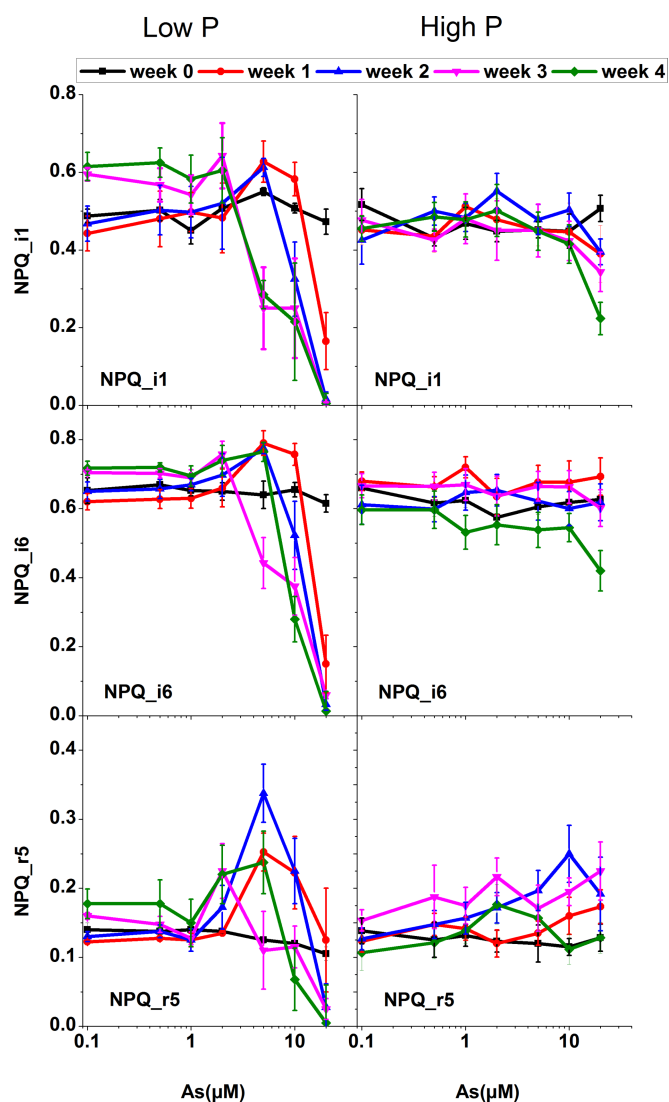 Low P High P
week 0 week 1 week 2 week 3 week 4
0.8
0.6
0.4
0.2
0.0
NPQ_i1
NPQ_i1
NPQ_i1
0.8
0.6
0.4
0.2
0.0
NPQ_i6
NPQ_i6
NPQ_i6
0.4
0.3
0.2
0.1
0.0
NPQ_r5
NPQ_r5
NPQ_r5
0.1 1 10 0.1 1 10
As(µM) As(µM)